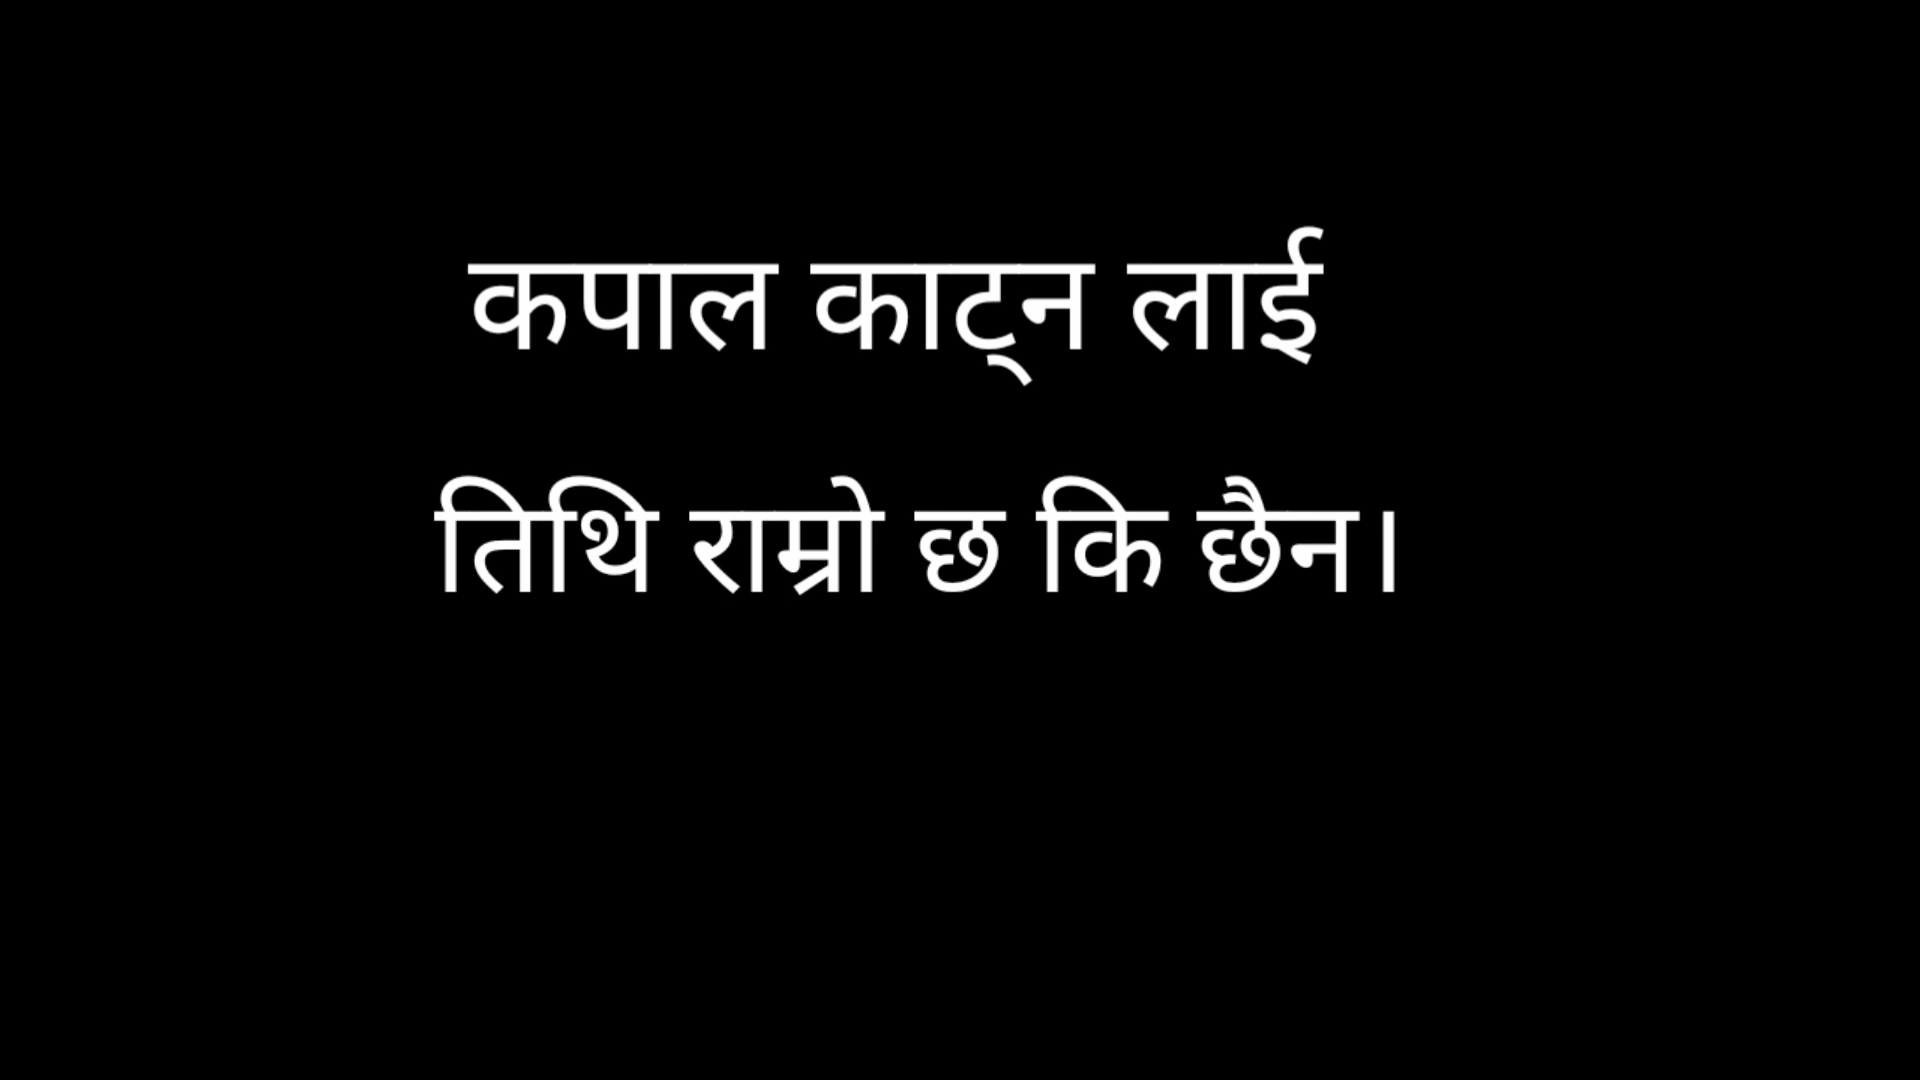 कपाल काट्न लाई
तिथि राम्रो छ कि छैन।